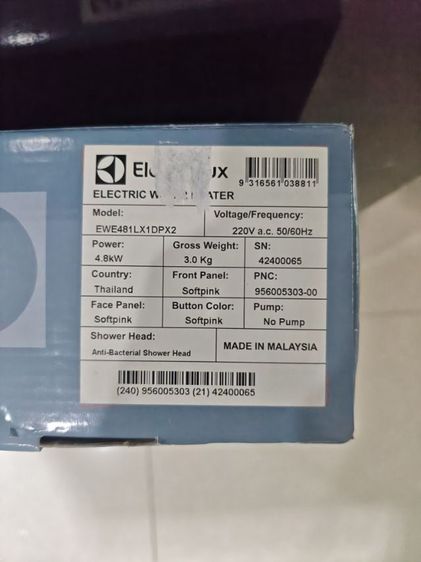 El UX
9 316561 038811
ELECTRIC W ATER
Model: Voltage/Frequency:
EWE481LX1DPX2 220V a.c. 50/60Hz
Power: Gross Weight: SN:
4.8kW 3.0 Kg 42400065
Country: Front Panel: PNC:
Thailand Softpink 956005303-00
Face Panel: Button Color: Pump:
Softpink Softpink No Pump
Shower Head:
Anti-Bacterial Shower Head
MADE IN MALAYSIA
(240) 956005303 (21) 42400065